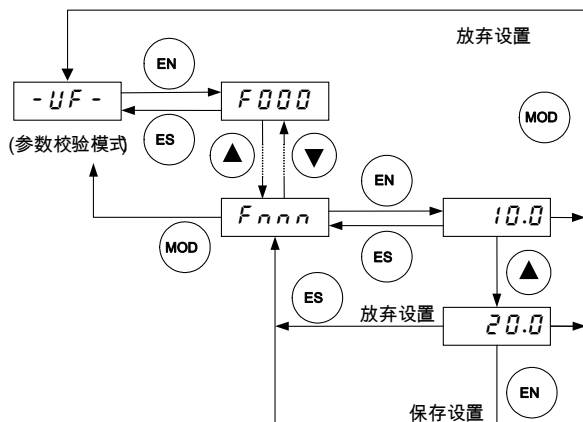 放弃设置
EN
-UF-
F000
ES
MOD
(参数校验模式)
▲
▼
EN
Fnnn
10.0
MOD
ES
▲
ES
放弃设置
20.0
EN
保存设置